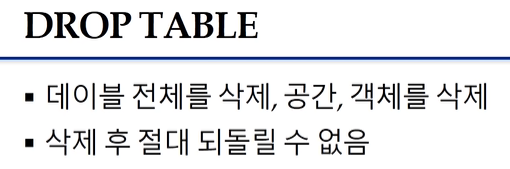 DROP TABLE
▪ 데이블 전체를 삭제, 공간, 객체를 삭제
▪ 삭제 후 절대 되돌릴 수 없음